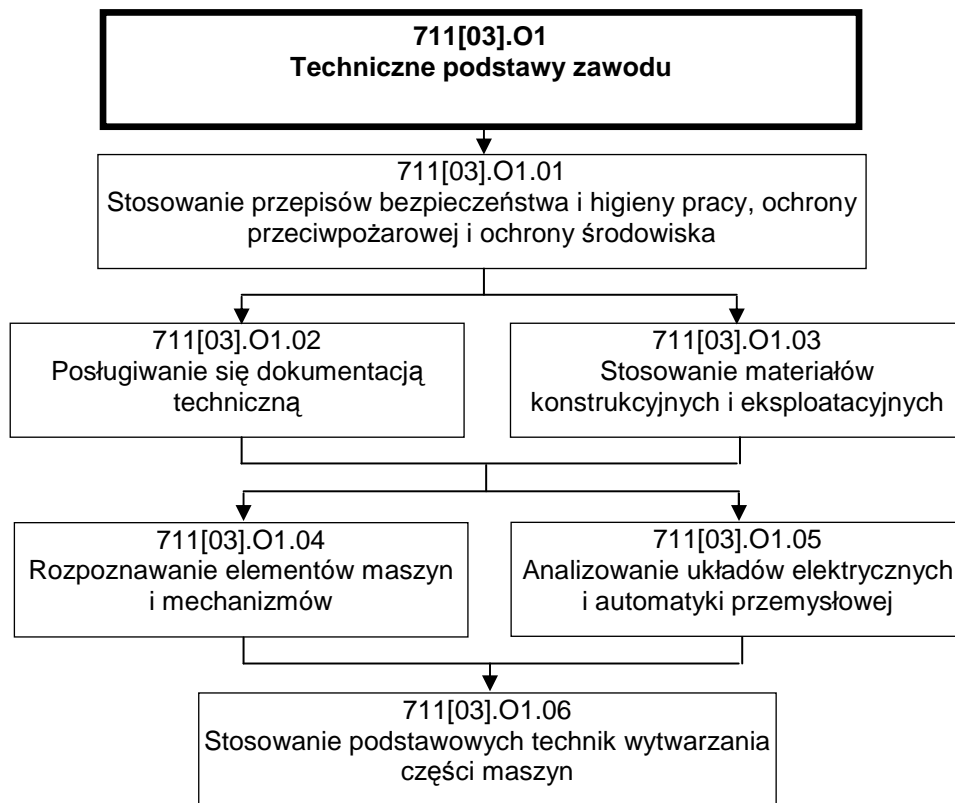 711[03].O1
Techniczne podstawy zawodu
711[03].O1.01
Stosowanie przepisów bezpieczeństwa i higieny pracy, ochrony
przeciwpożarowej i ochrony środowiska
711[03].O1.02
Posługiwanie się dokumentacją
techniczną
711[03].O1.03
Stosowanie materiałów
konstrukcyjnych i eksploatacyjnych
711[03].O1.04
Rozpoznawanie elementów maszyn
i mechanizmów
711[03].O1.05
Analizowanie układów elektrycznych
i automatyki przemysłowej
711[03].O1.06
Stosowanie podstawowych technik wytwarzania
części maszyn